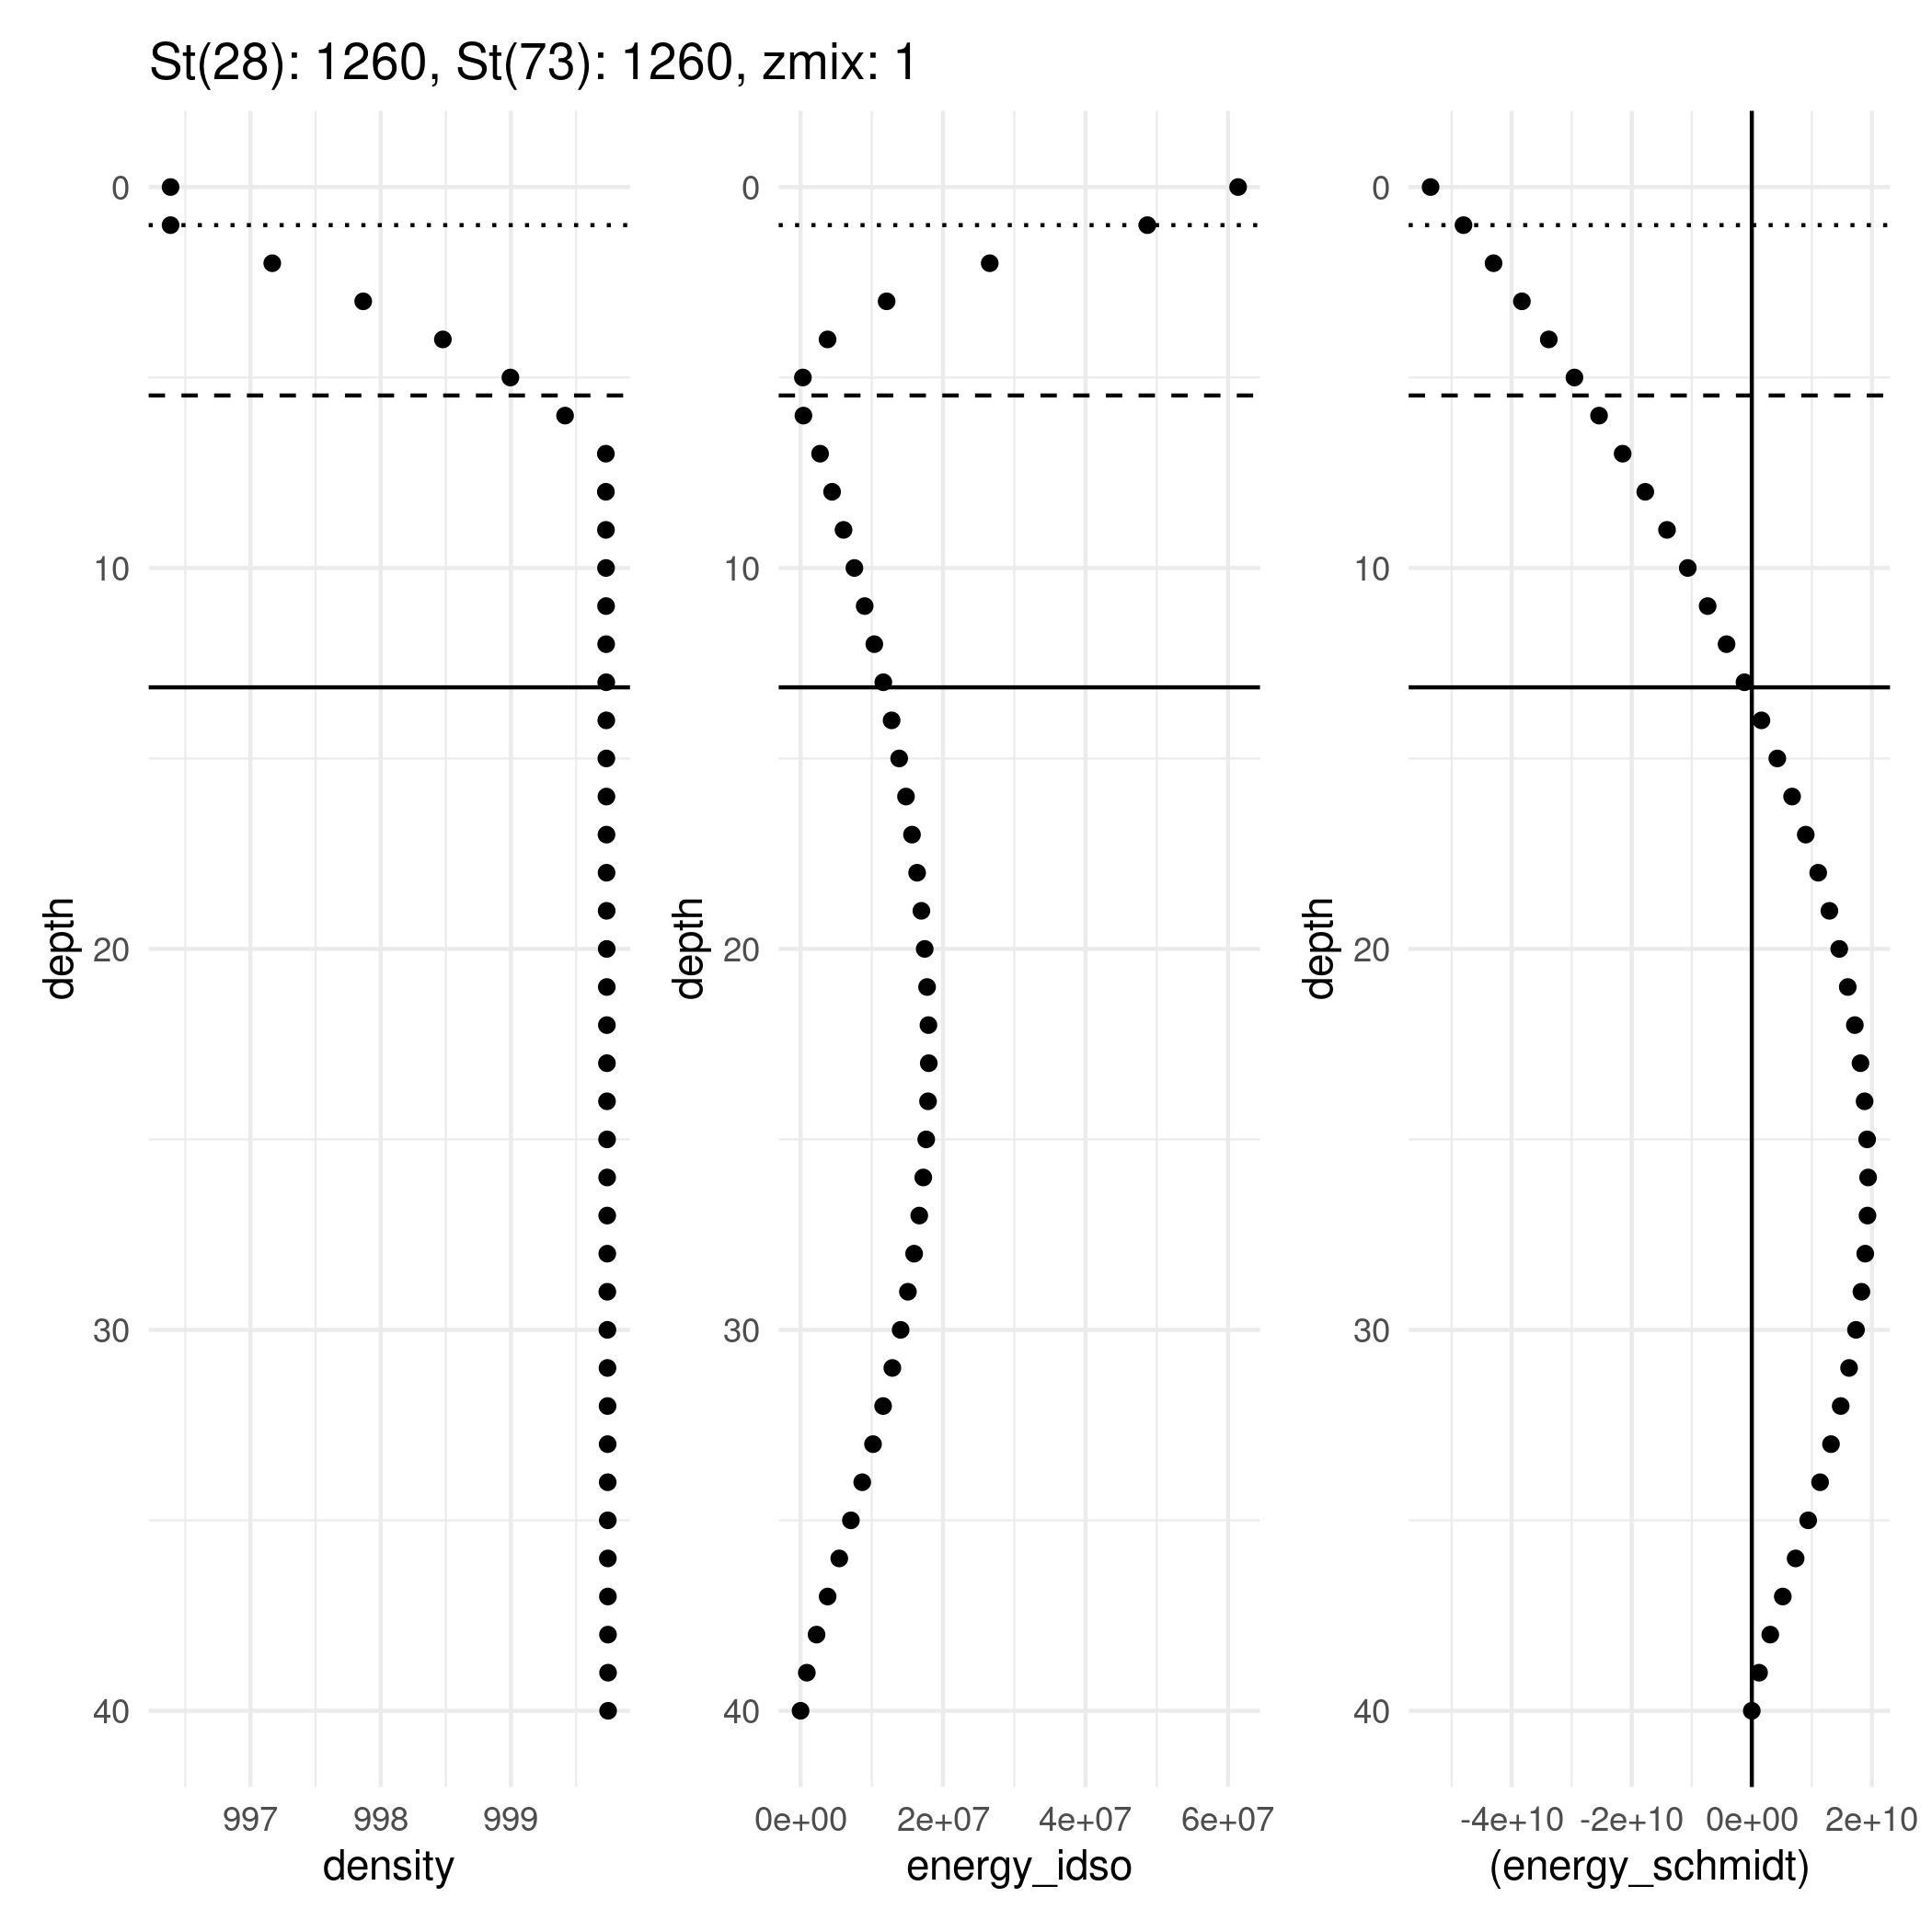 St(28): 1260, St(73): 1260, zmix: 1
depth
0
10
20
30
40
997 998 999
density
depth
0
10
20
30
40
0e+00 2e+07 4e+07 6e+07
energy_idso
depth
0
10
20
30
40
-4e+10 -2e+10 0e+00 2e+10
(energy_schmidt)